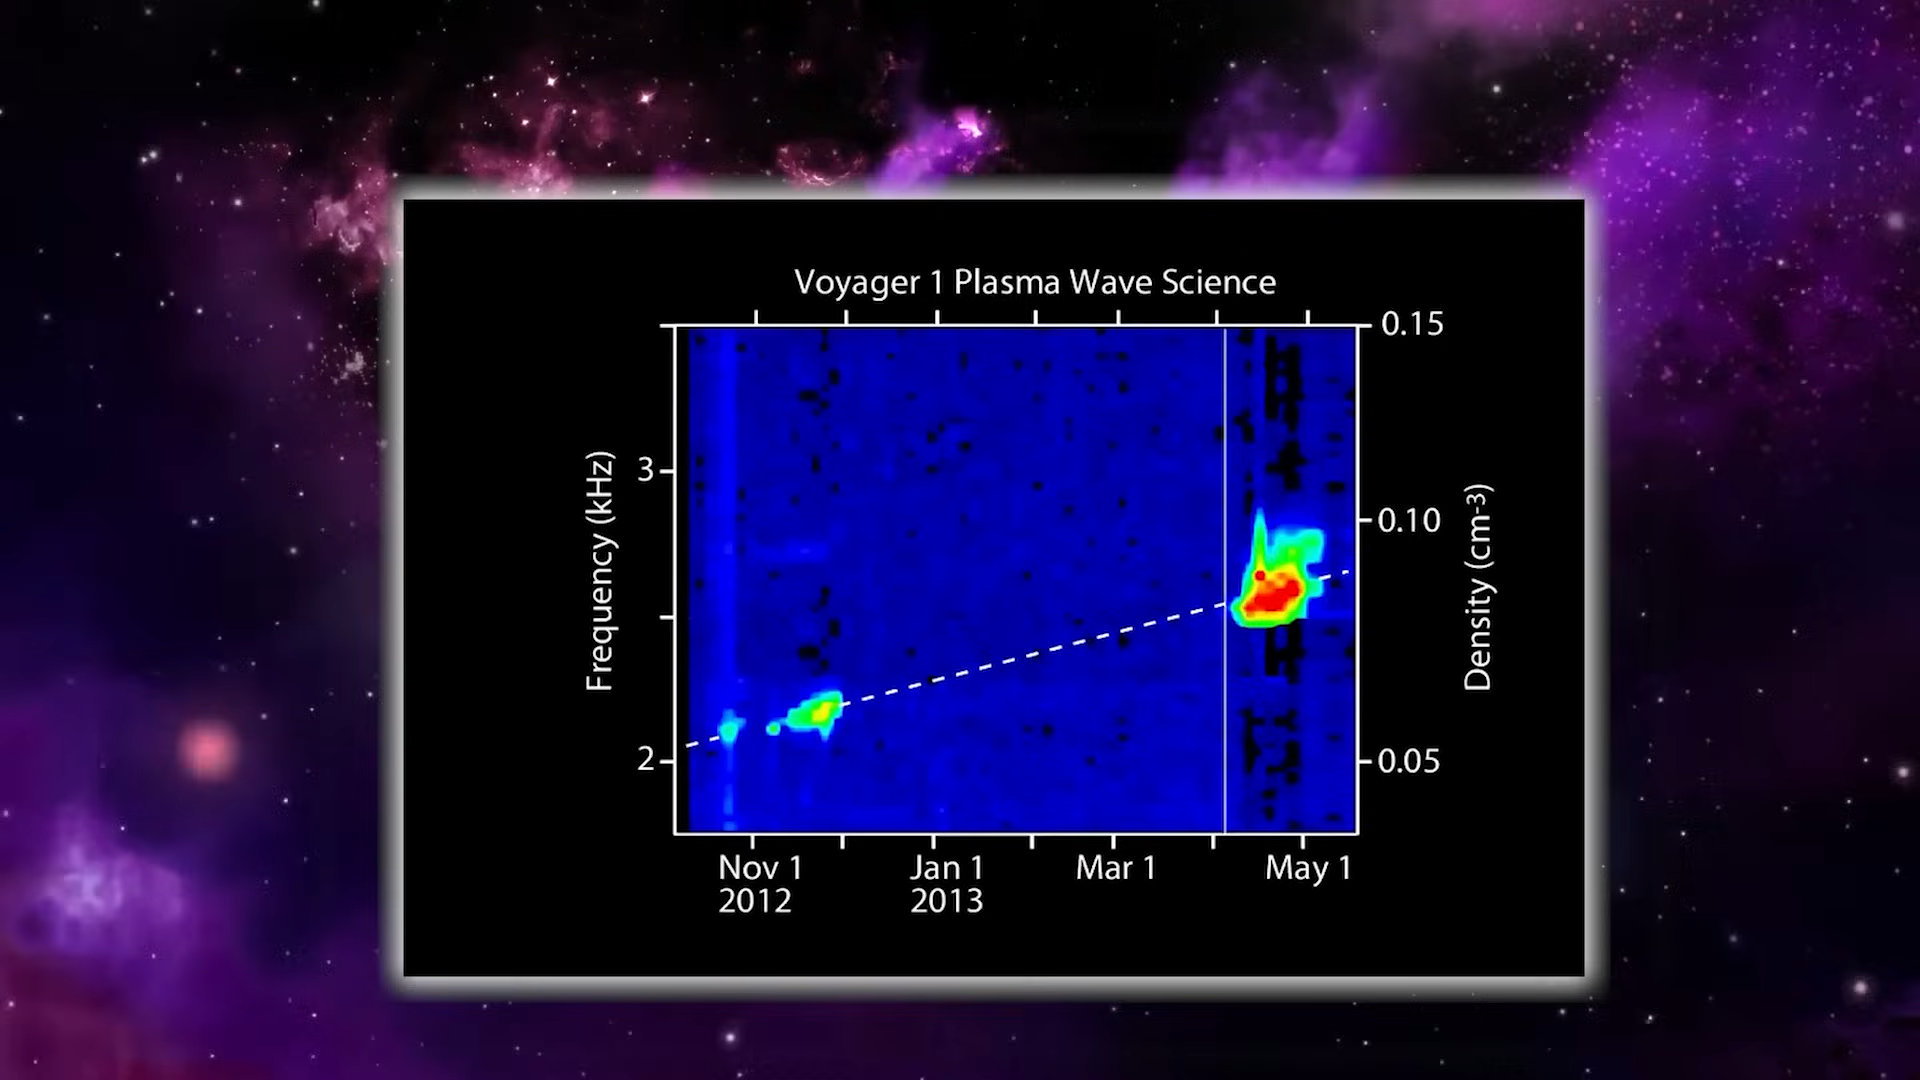 Voyager 1 Plasma Wave Science
0.15
3
0.10
Frequency (kHz)
Density (cm-3)
2
0.05
Nov 1
2012
Jan 1
2013
Mar 1
May 1